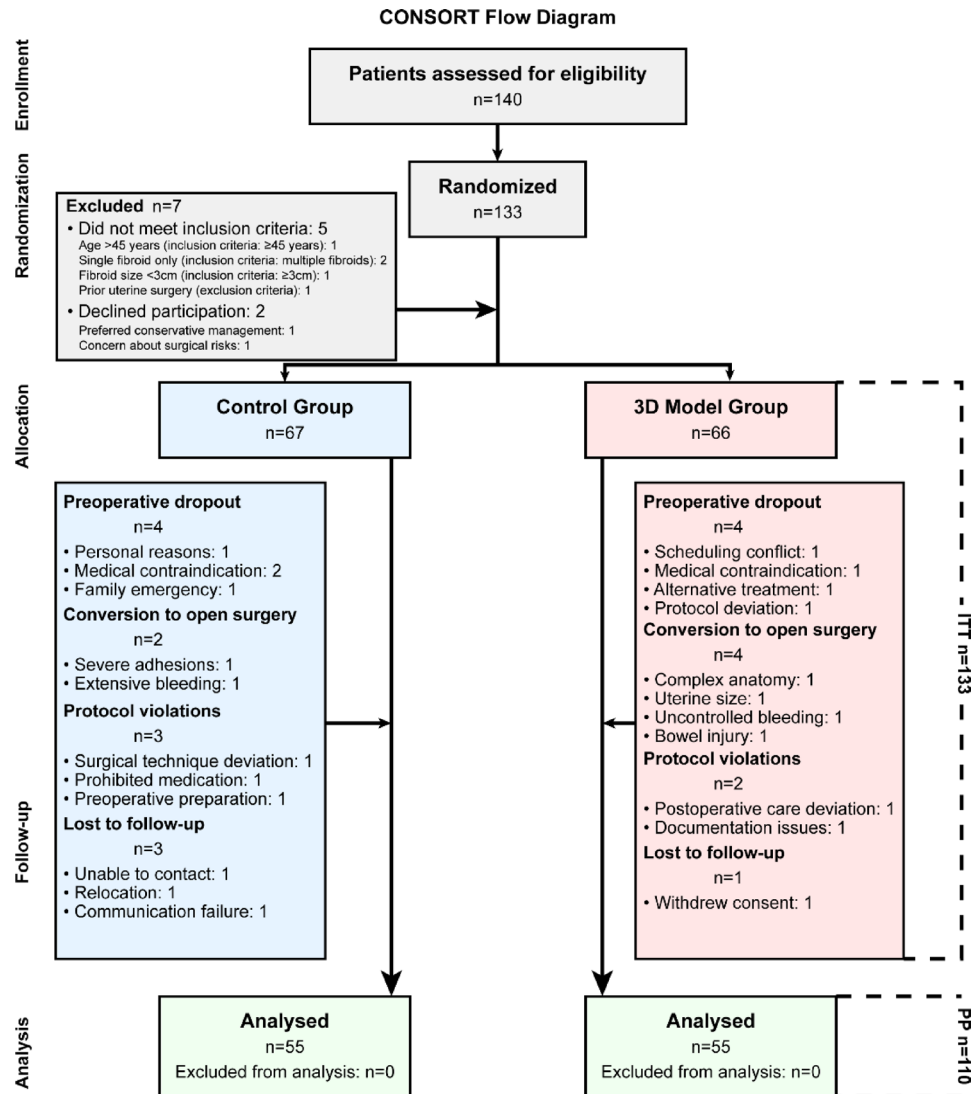 CONSORT Flow Diagram
Enrollment
Patients assessed for eligibility
n=140
Randomization
Randomized
n=133
Excluded n=7
• Did not meet inclusion criteria: 5
Age >45 years (inclusion criteria: ≥45 years): 1
Single fibroid only (inclusion criteria: multiple fibroids): 2
Fibroid size <3cm (inclusion criteria: ≥3cm): 1
Prior uterine surgery (exclusion criteria): 1
• Declined participation: 2
Preferred conservative management: 1
Concern about surgical risks: 1
Allocation
Control Group
n=67
3D Model Group
n=66
Preoperative dropout
n=4
• Personal reasons: 1
• Medical contraindication: 2
• Family emergency: 1
Conversion to open surgery
n=2
• Severe adhesions: 1
• Extensive bleeding: 1
Protocol violations
n=3
• Surgical technique deviation: 1
• Prohibited medication: 1
• Preoperative preparation: 1
Lost to follow-up
n=3
• Unable to contact: 1
• Relocation: 1
• Communication failure: 1
Preoperative dropout
n=4
• Scheduling conflict: 1
• Medical contraindication: 1
• Alternative treatment: 1
• Protocol deviation: 1
Conversion to open surgery
n=4
• Complex anatomy: 1
• Uterine size: 1
• Uncontrolled bleeding: 1
• Bowel injury: 1
Protocol violations
n=2
• Postoperative care deviation: 1
• Documentation issues: 1
Lost to follow-up
n=1
• Withdrew consent: 1
ITT n=133
Follow-up
Analysis
Analysed
n=55
Excluded from analysis: n=0
Analysed
n=55
Excluded from analysis: n=0
PP n=110